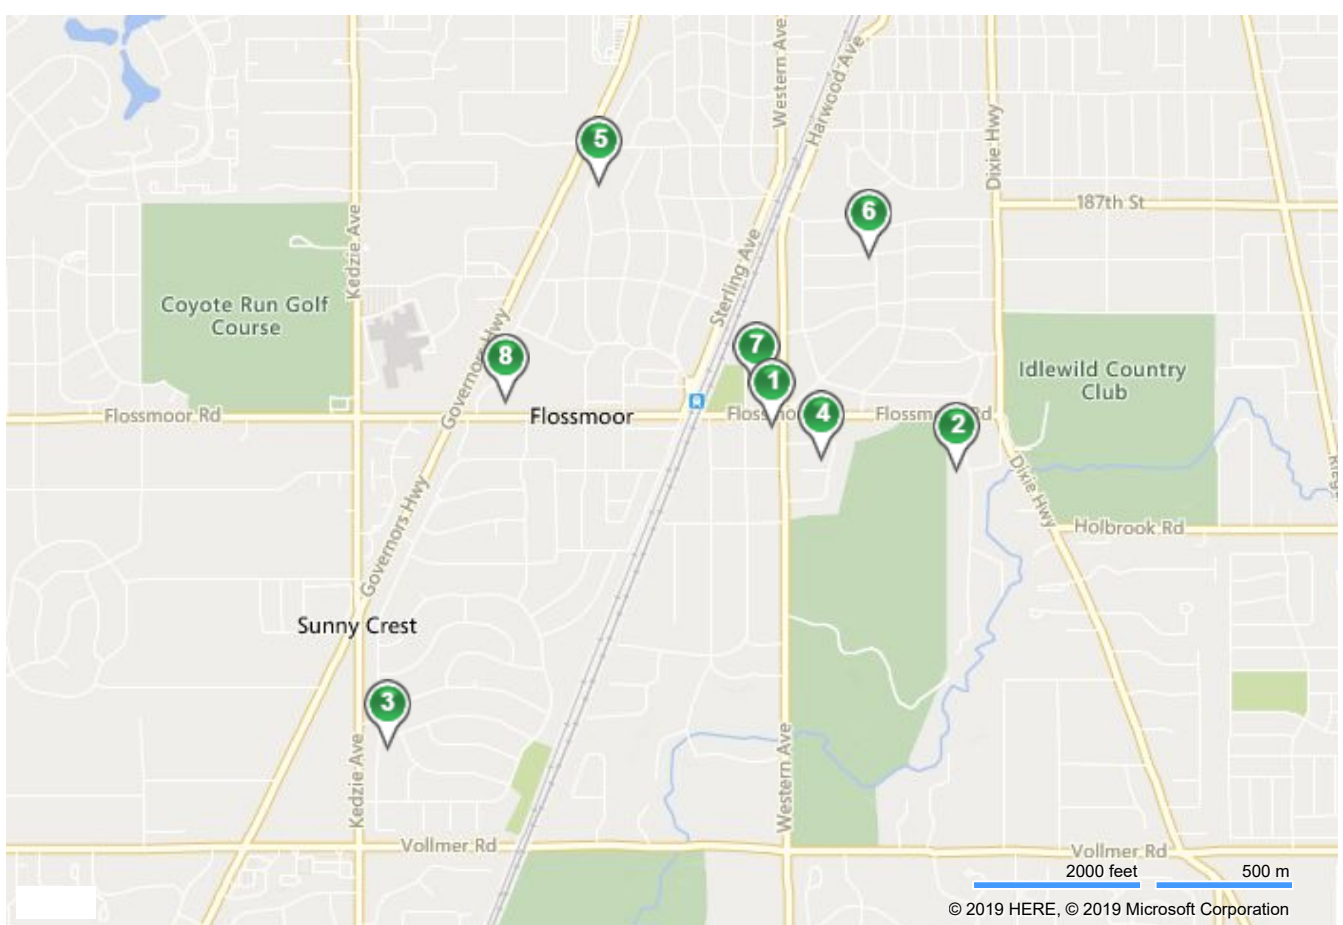 Western Ave
Harwood Ave
5
Dixie Hwy
187th St
6
Kedzie Ave
Sterling Ave
Coyote Run Golf
Course
Governors Hwy
8
7
1
Idlewild Country
Club
Flossmoor Rd
Flossmoor
4
Flossmoor Rd
2
Dixie Hwy
Governors Hwy
Holbrook Rd
Sunny Crest
3
Kedzie Ave
Western Ave
Vollmer Rd
Vollmer Rd
2000 feet
500 m
© 2019 HERE, © 2019 Microsoft Corporation